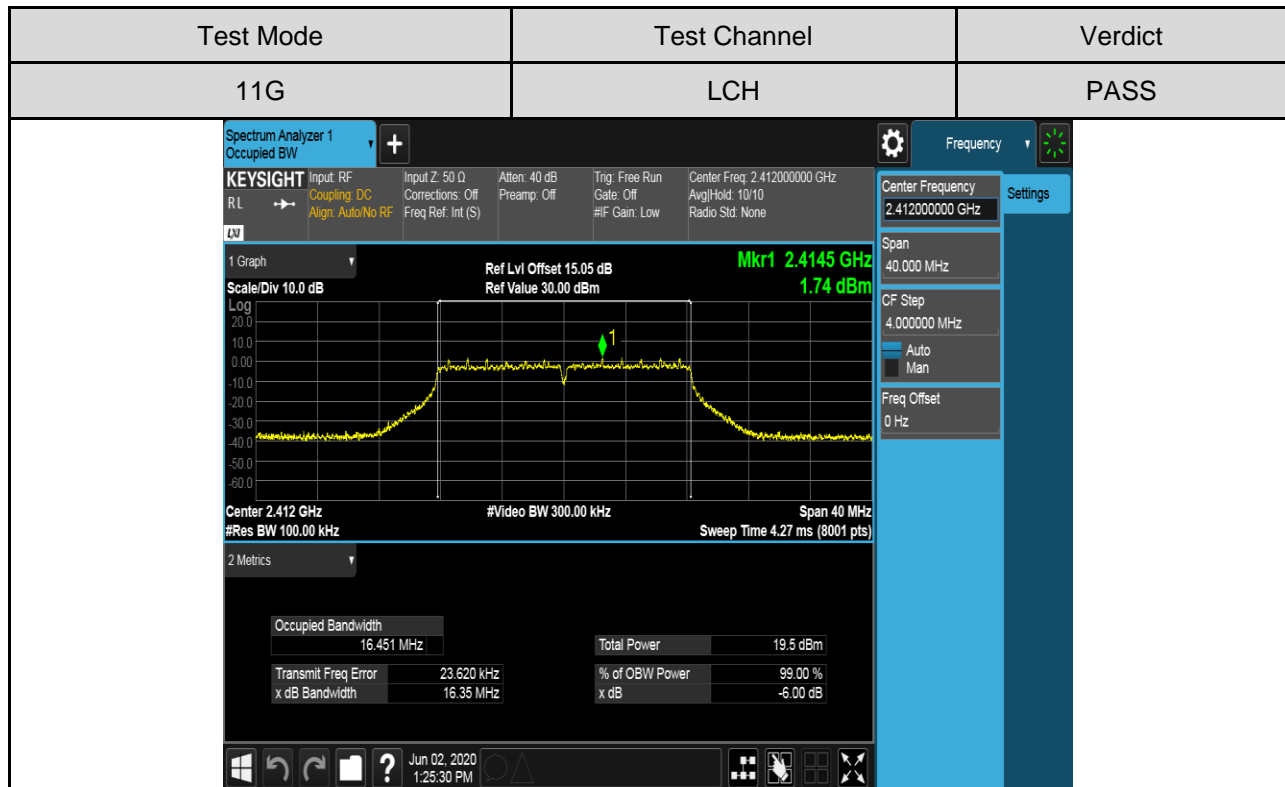 Test Mode Test Channel Verdict
11G LCH PASS
Spectrum Analyzer 1
Occupied BW
+
Frequency
KEYSIGHT
RL
LXI
Input: RF
Coupling: DC
Align: Auto/No RF
Input Z: 50 Ω
Corrections: Off
Freq Ref: Int (S)
Atten: 40 dB
Preamp: Off
Trig: Free Run
Gate: Off
#IF Gain: Low
Center Freq: 2.412000000 GHz
Avg|Hold: 10/10
Radio Std: None
Center Frequency
2.412000000 GHz
Settings
Span
40.000 MHz
CF Step
4.000000 MHz
Auto
Man
Freq Offset
0 Hz
1 Graph
Scale/Div 10.0 dB
Ref Lvl Offset 15.05 dB
Ref Value 30.00 dBm
Mkr1 2.4145 GHz
1.74 dBm
Log
20.0
10.0
0.00
-10.0
-20.0
-30.0
-40.0
-50.0
-60.0
1
Center 2.412 GHz
#Res BW 100.00 kHz
#Video BW 300.00 kHz
Span 40 MHz
Sweep Time 4.27 ms (8001 pts)
2 Metrics
Occupied Bandwidth
16.451 MHz
Total Power 19.5 dBm
Transmit Freq Error 23.620 kHz
% of OBW Power 99.00 %
x dB Bandwidth 16.35 MHz
x dB -6.00 dB
?
Jun 02, 2020
1:25:30 PM